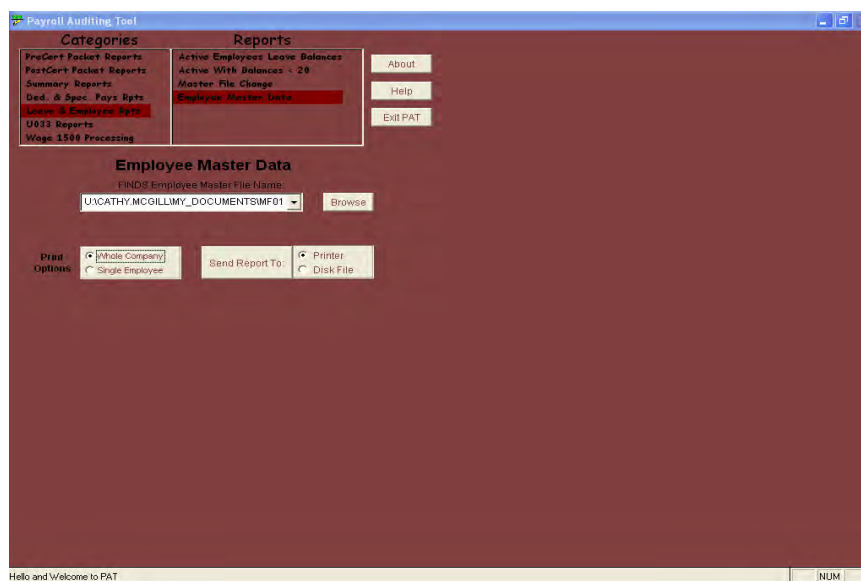 Payroll Auditing Tool
Categories
Reports
PreCert Packet Reports
PostCert Packet Reports
Summary Reports
Ded. & Spec. Pays Rpts
Leave & Employee Rpts
U033 Reports
Wage 1500 Processing
Active Employees Leave Balances
Active With Balances < 20
Master File Change
Employee Master Data
About
Help
Exit PAT
Employee Master Data
FINDS Employee Master File Name:
U:\CATHY.MCGILL\MY_DOCUMENTS\MF01
Browse
Print Options
Whole Company
Single Employee
Send Report To:
Printer
Disk File
Hello and Welcome to PAT
NUM